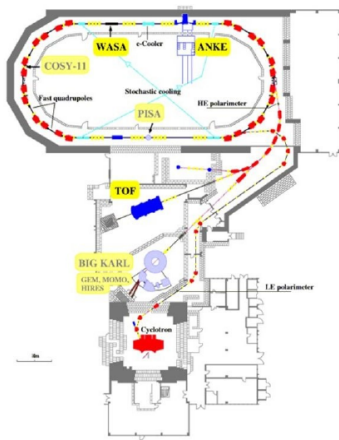 e-Cooler
WASA
ANKE
COSY-11
Stochastic cooling
HE polarimeter
Fast quadrupoles
PISA
TOF
BIG KARL
GEM, MOMO,
HIRES
LE polarimeter
Cyclotron